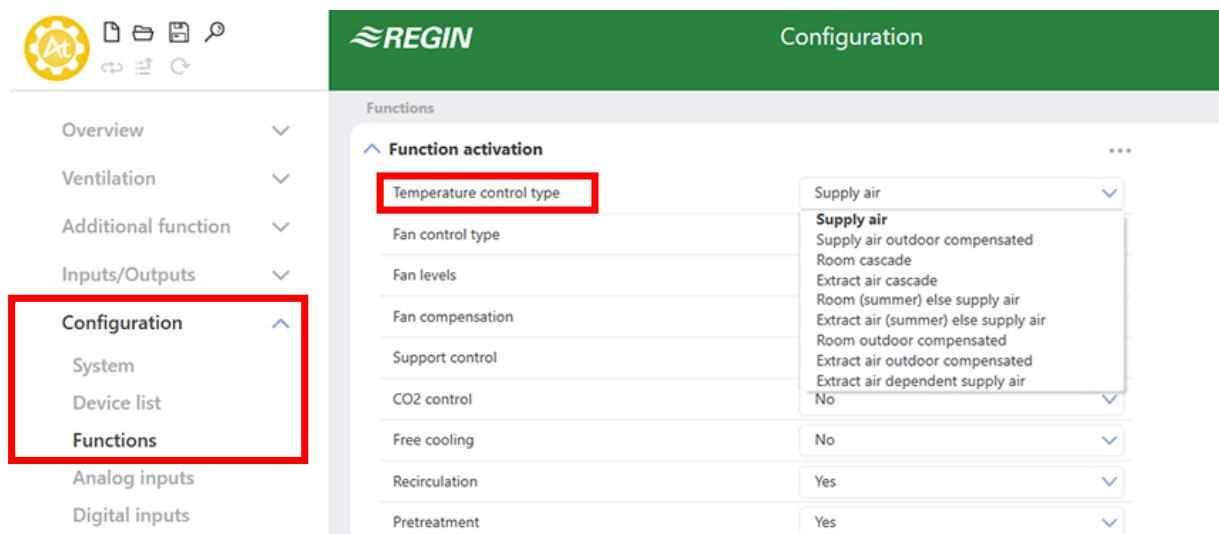 At
REGIN
Configuration
Overview
Ventilation
Additional function
Inputs/Outputs
Configuration
System
Device list
Functions
Analog inputs
Digital inputs
Functions
Function activation
Temperature control type
Supply air
Supply air
Supply air outdoor compensated
Room cascade
Extract air cascade
Room (summer) else supply air
Extract air (summer) else supply air
Room outdoor compensated
Extract air outdoor compensated
Extract air dependent supply air
Fan control type
Fan levels
Fan compensation
Support control
CO2 control
No
Free cooling
No
Recirculation
Yes
Pretreatment
Yes